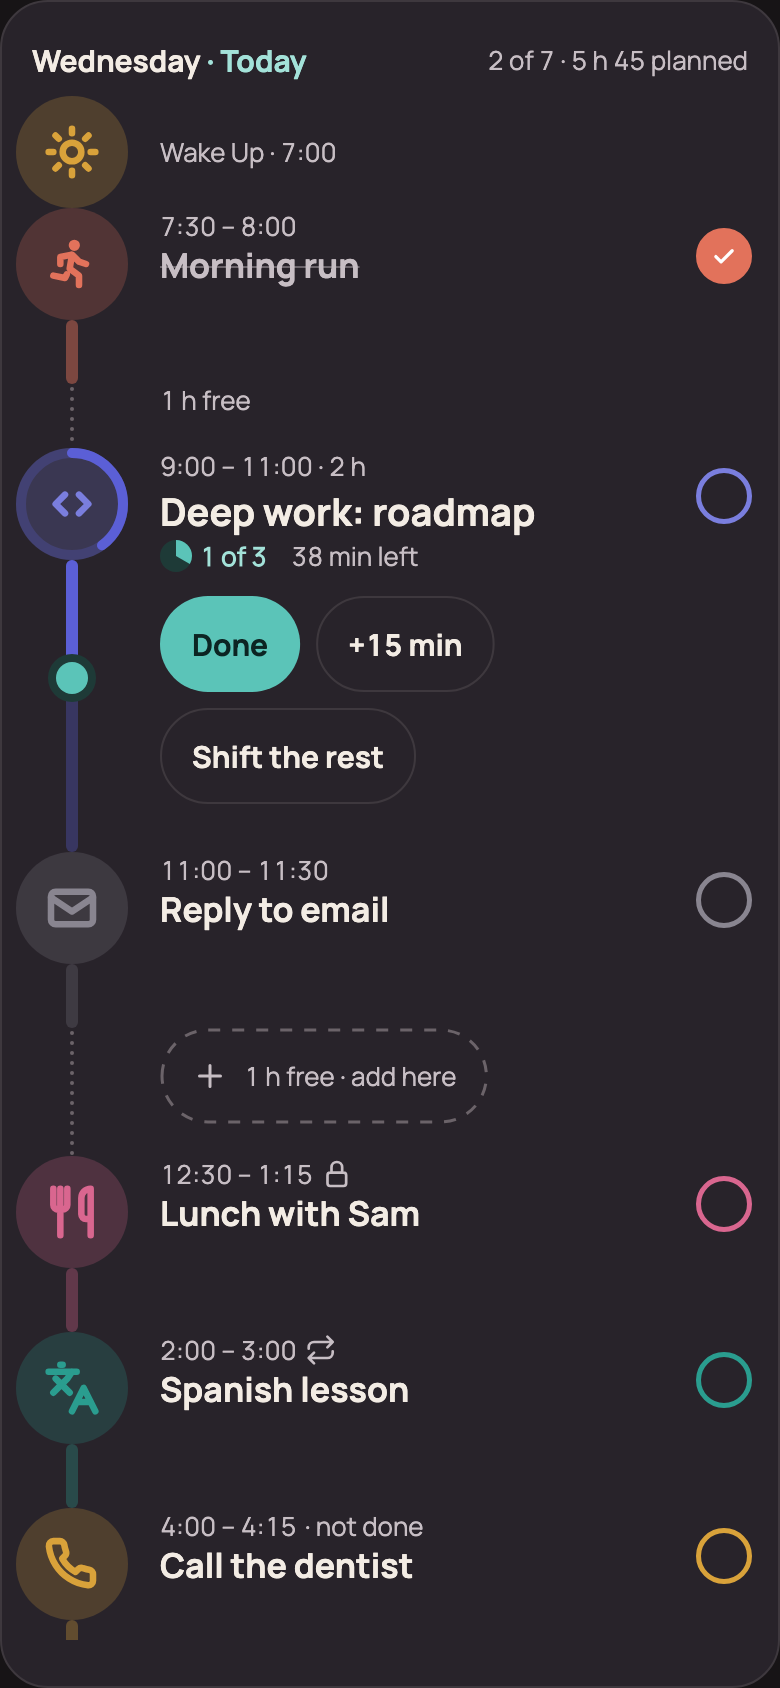 Wednesday · Today
2 of 7 · 5 h 45 planned
Wake Up · 7:00
7:30 – 8:00
Morning run
1 h free
9:00 – 11:00 · 2 h
Deep work: roadmap
1 of 3 38 min left
Done
+15 min
Shift the rest
11:00 – 11:30
Reply to email
1 h free · add here
12:30 – 1:15
Lunch with Sam
2:00 – 3:00
Spanish lesson
4:00 – 4:15 · not done
Call the dentist